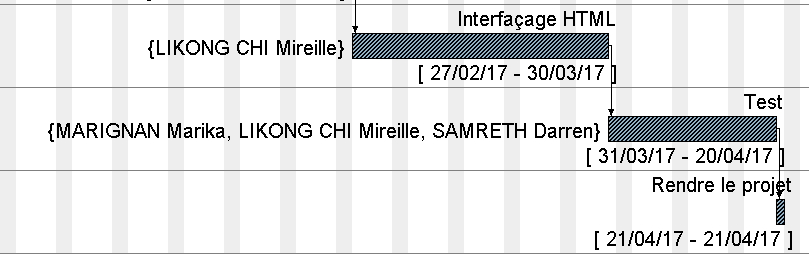 Interfaçage HTML
{LIKONG CHI Mireille}
[ 27/02/17 - 30/03/17 ]
Test
{MARIGNAN Marika, LIKONG CHI Mireille, SAMRETH Darren}
[ 31/03/17 - 20/04/17 ]
Rendre le projet
[ 21/04/17 - 21/04/17 ]